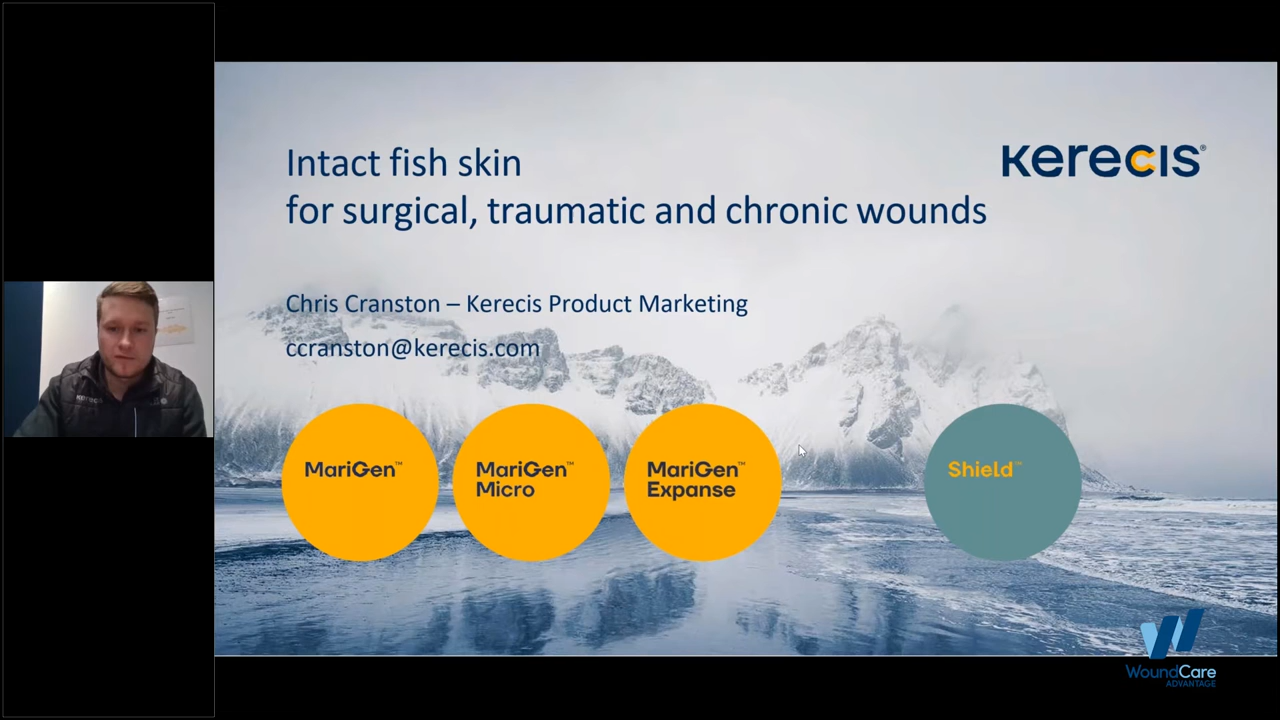 Intact fish skin
for surgical, traumatic and chronic wounds
kerecis®
Chris Cranston – Kerecis Product Marketing
ccranston@kerecis.com
MariGen™
MariGen™
Micro
MariGen™
Expanse
Shield™
kerecis
WoundCare
ADVANTAGE